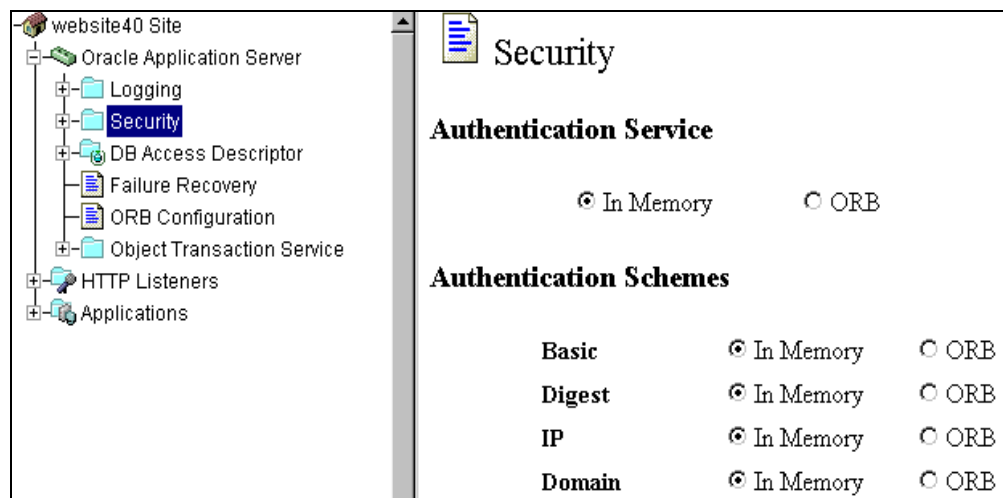 website40 Site
Oracle Application Server
Logging
Security
DB Access Descriptor
Failure Recovery
ORB Configuration
Object Transaction Service
HTTP Listeners
Applications
Security
Authentication Service
In Memory ORB
Authentication Schemes
Basic In Memory ORB
Digest In Memory ORB
IP In Memory ORB
Domain In Memory ORB